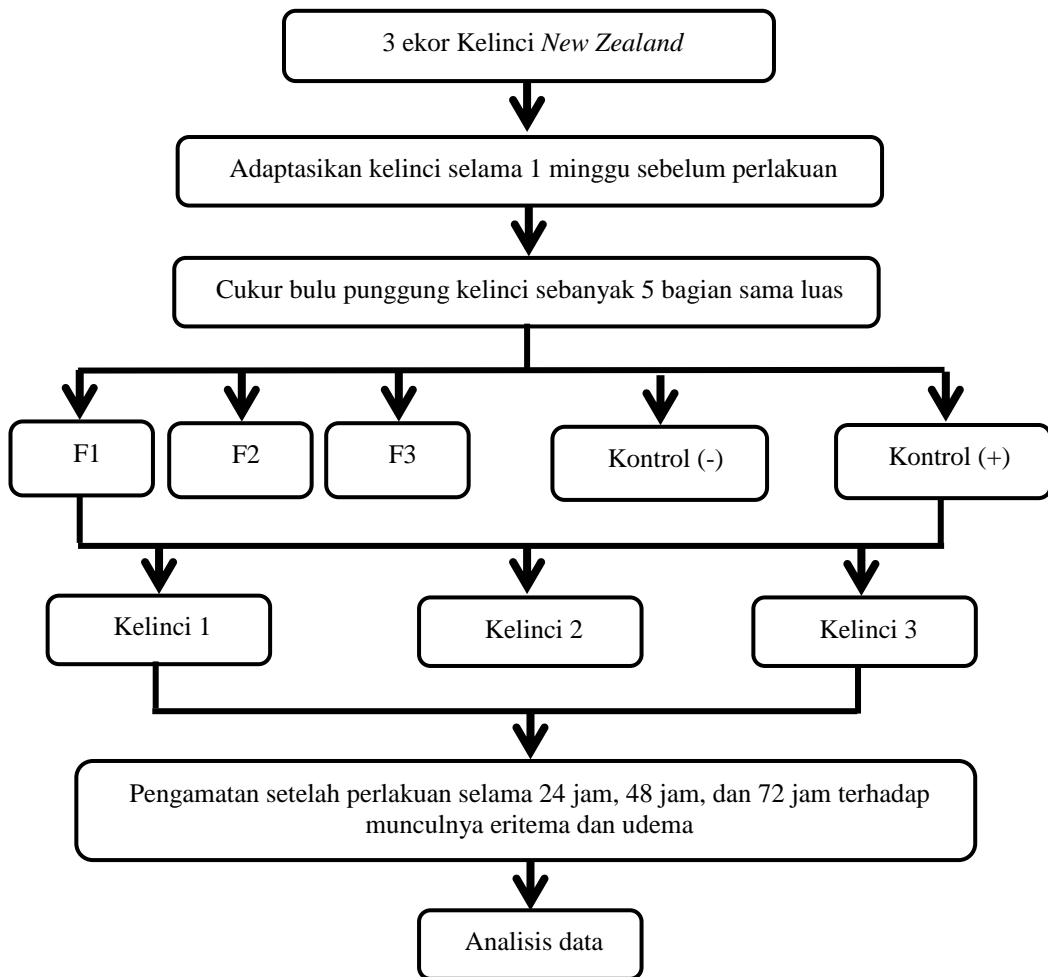 3 ekor Kelinci New Zealand
Adaptasikan kelinci selama 1 minggu sebelum perlakuan
Cukur bulu punggung kelinci sebanyak 5 bagian sama luas
F1
F2
F3
Kontrol (-)
Kontrol (+)
Kelinci 1
Kelinci 2
Kelinci 3
Pengamatan setelah perlakuan selama 24 jam, 48 jam, dan 72 jam terhadap
munculnya eritema dan udema
Analisis data